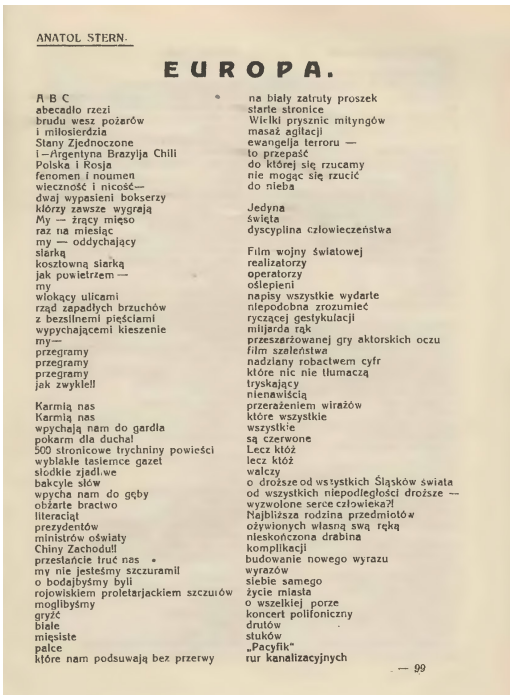 ANATOL STERN.
EUROPA.
A B C
abecadło rzezi
brudu wesz pożarów
i miłosierdzia
Stany Zjednoczone
i—Argentyna Brazylja Chili
Polska i Rosja
fenomen i noumen
wieczność i nicość—
dwaj wypasieni bokserzy
którzy zawsze wygrają
My — żrący mięso
raz na miesiąc
my — oddychający
siarką
kosztowną siarką
jak powietrzem —
my
wlokący ulicami
rząd zapadłych brzuchów
z bezsilnemi pięściami
wypychającemi kieszenie
my—
przegramy
przegramy
przegramy
jak zwykle!!
Karmią nas
Karmią nas
wpychają nam do gardła
pokarm dla ducha!
500 stronicowe trychniny powieści
wyblakłe tasiemce gazet
słodkie zjadl.we
bakcyle słów
wpycha nam do gęby
obżarte bractwo
literaciąt
prezydentów
ministrów oświaty
Chiny Zachodu!!
przestańcie truć nas
my nie jesteśmy szczurami!
o bodajbyśmy byli
rojowiskiem proletarjackiem szczurów
moglibyśmy
gryźć
białe
mięsiste
palce
które nam podsuwają bez przerwy
na biały zatruty proszek
starte stronice
Wielki prysznic mityngów
masaż agitacji
ewangelja terroru —
to przepaść
do której się rzucamy
nie mogąc się rzucić
do nieba
Jedyna
święta
dyscyplina człowieczeństwa
Film wojny światowej
realizatorzy
operatorzy
oślepieni
napisy wszystkie wydarte
niepodobna zrozumieć
ryczącej gestykulacji
miljarda rąk
przeszarżowanej gry aktorskich oczu
film szaleństwa
nadziany robactwem cyfr
które nic nie tłumaczą
tryskający
nienawiścią
przerażeniem wirażów
które wszystkie
wszystkie
są czerwone
Lecz któż
lecz któż
walczy
o droższe od wstystkich Śląsków świata
od wszystkich niepodległości droższe —
wyzwolone serce człowieka?!
Najbliższa rodzina przedmiotów
ożywionych własną swą ręką
nieskończona drabina
komplikacji
budowanie nowego wyrazu
wyrazów
siebie samego
życie miasta
o wszelkiej porze
koncert polifoniczny
drutów
stuków
„Pacyfik“
rur kanalizacyjnych
— 99